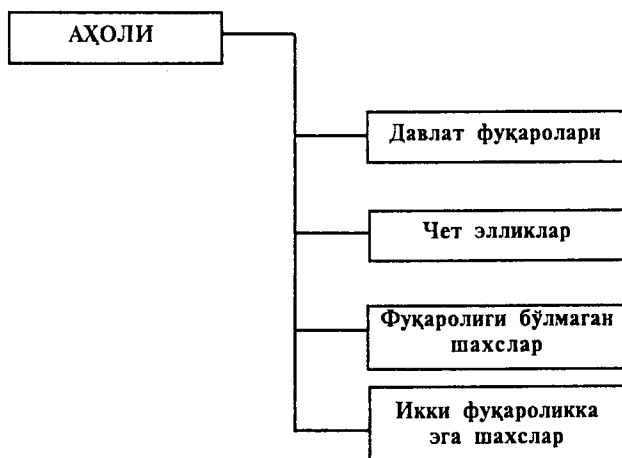 АҲОЛИ
Давлат фуқаролари
Чет элликлар
Фуқаролиги бўлмаган
шахслар
Икки фуқароликка
эга шахслар